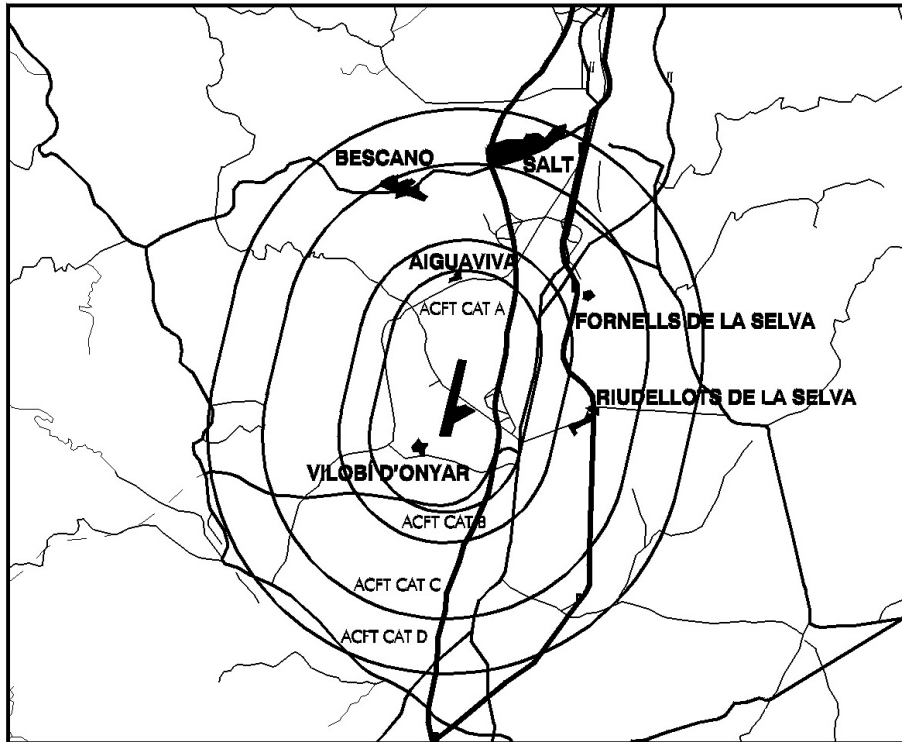 BESCANO
SALT
AIGUAVIVA
ACFT CAT A
FORNELLS DE LA SELVA
RIUDELLOTS DE LA SELVA
VILOBÍ D'ONYAR
ACFT CAT B
ACFT CAT C
ACFT CAT D